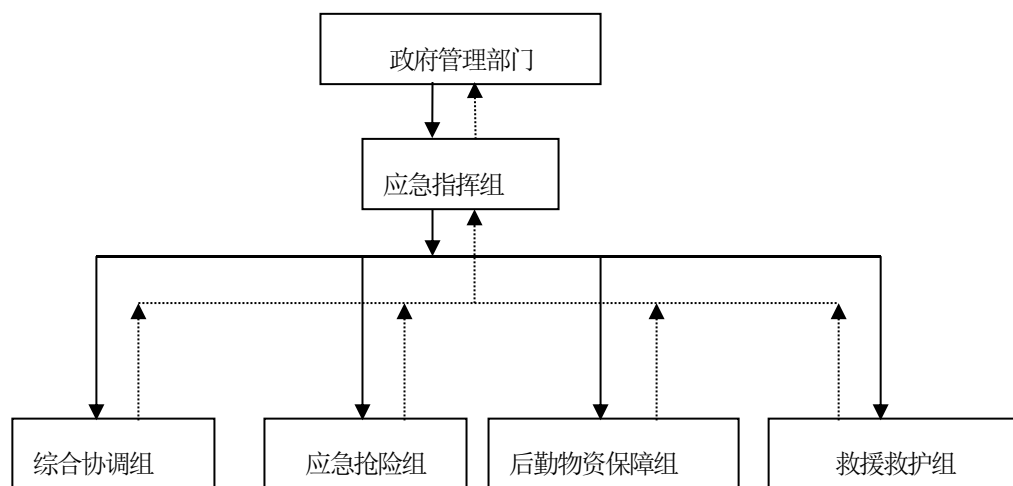 政府管理部门
应急指挥组
综合协调组
应急抢险组
后勤物资保障组
救援救护组